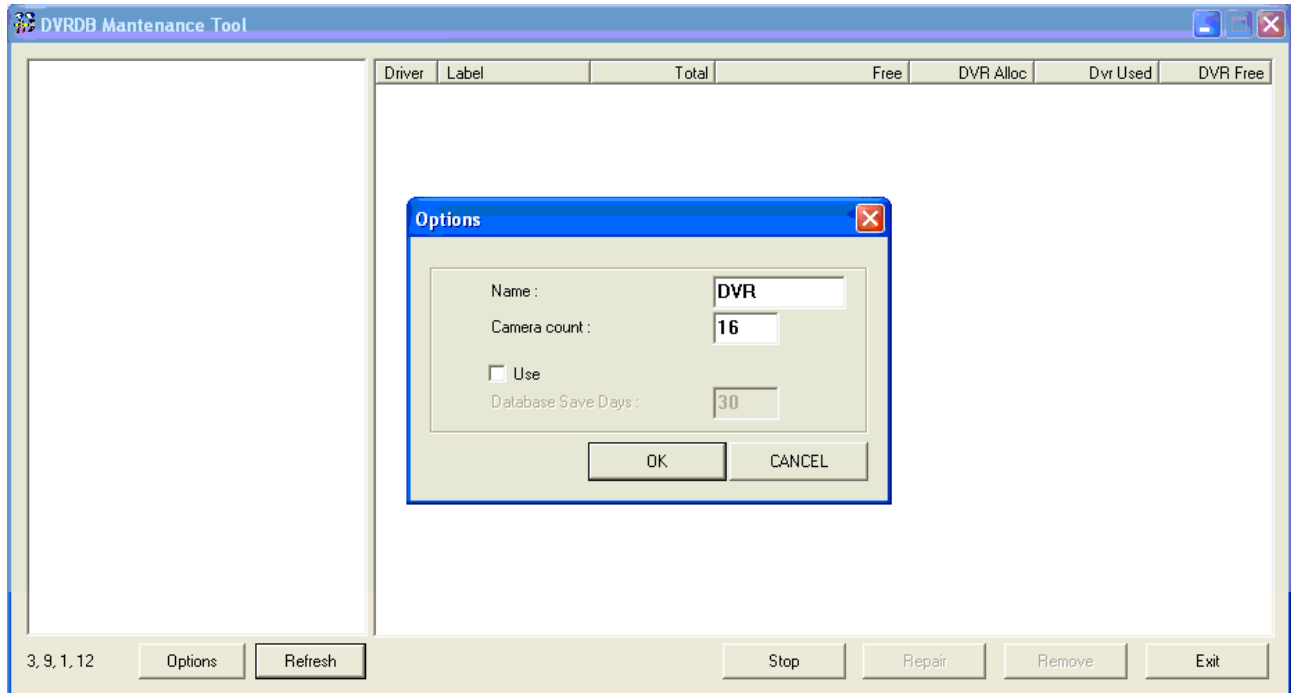 DVRDB Mantenance Tool
Driver Label Total Free DVR Alloc Dvr Used DVR Free
Options
Name : DVR
Camera count : 16
Use
Database Save Days : 30
OK CANCEL
3, 9, 1, 12 Options Refresh Stop Repair Remove Exit